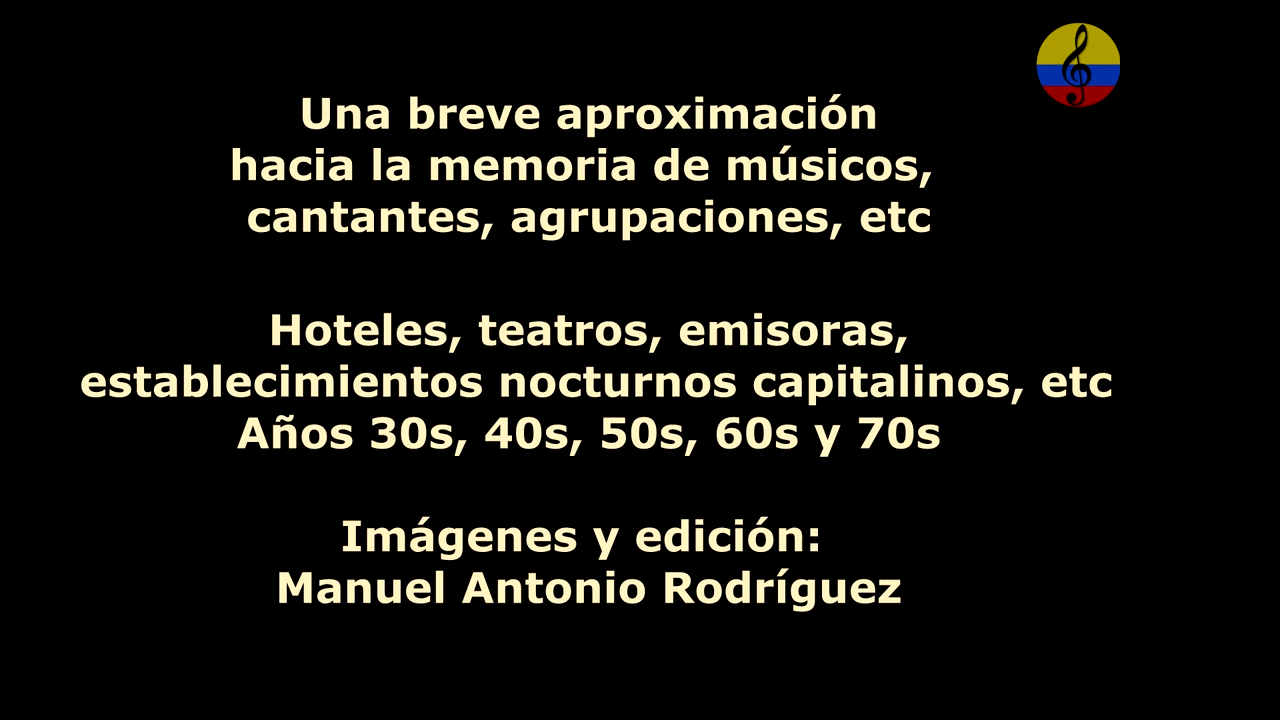 Una breve aproximación
hacia la memoria de músicos,
cantantes, agrupaciones, etc
Hoteles, teatros, emisoras,
establecimientos nocturnos capitalinos, etc
Años 30s, 40s, 50s, 60s y 70s
Imágenes y edición:
Manuel Antonio Rodríguez